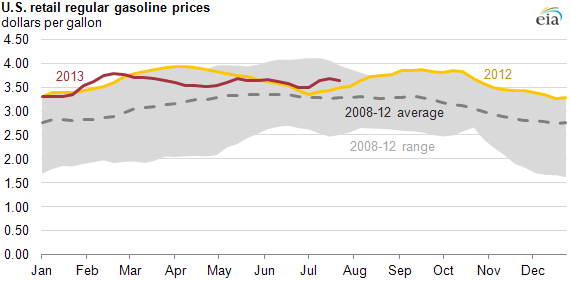 U.S. retail regular gasoline prices
dollars per gallon
eia
4.50
4.00
3.50
3.00
2.50
2.00
1.50
1.00
0.50
0.00
2013
2012
2008-12 average
2008-12 range
Jan Feb Mar Apr May Jun Jul Aug Sep Oct Nov Dec